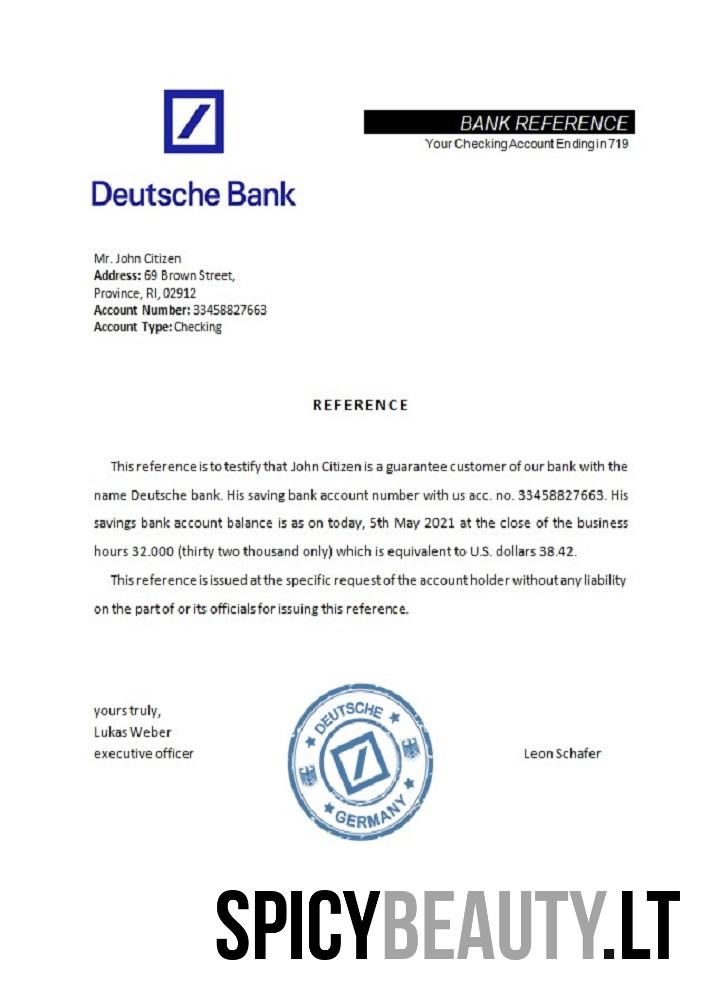 BANK REFERENCE
Your Checking Account Ending in 719
Deutsche Bank
Mr. John Citizen
Address: 69 Brown Street,
Province, RI, 02912
Account Number: 33458827663
Account Type: Checking
REFERENCE
This reference is to testify that John Citizen is a guarantee customer of our bank with the
name Deutsche bank. His saving bank account number with us acc. no. 33458827663. His
savings bank account balance is as on today, 5th May 2021 at the close of the business
hours 32.000 (thirty two thousand only) which is equivalent to U.S. dollars 38.42.
This reference is issued at the specific request of the account holder without any liability
on the part of or its officials for issuing this reference.
yours truly,
Lukas Weber
executive officer
DEUTSCHE
GERMANY
Leon Schafer
SPICYBEAUTY.LT